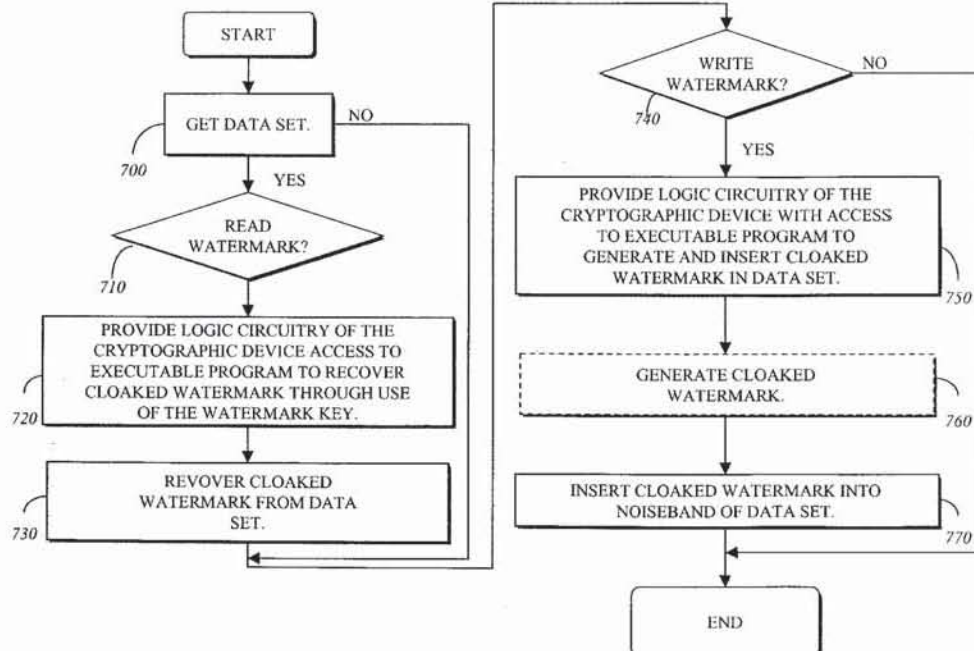 START
GET DATA SET.
NO
700
YES
READ
WATERMARK?
710
PROVIDE LOGIC CIRCUITRY OF THE
CRYPTOGRAPHIC DEVICE ACCESS TO
EXECUTABLE PROGRAM TO RECOVER
CLOAKED WATERMARK THROUGH USE
OF THE WATERMARK KEY.
720
REVOVER CLOAKED
WATERMARK FROM DATA
SET.
730
WRITE
WATERMARK?
NO
740
YES
PROVIDE LOGIC CIRCUITRY OF THE
CRYPTOGRAPHIC DEVICE WITH ACCESS
TO EXECUTABLE PROGRAM TO
GENERATE AND INSERT CLOAKED
WATERMARK IN DATA SET.
750
GENERATE CLOAKED
WATERMARK.
760
INSERT CLOAKED WATERMARK INTO
NOISEBAND OF DATA SET.
770
END